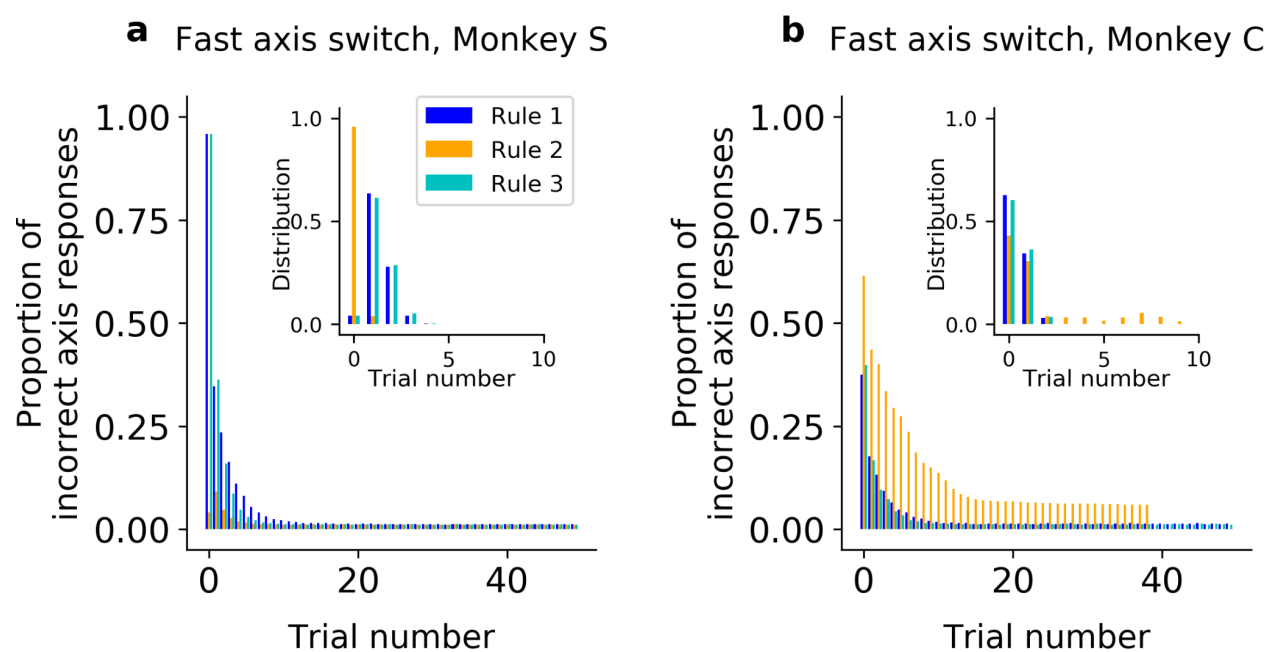 a Fast axis switch, Monkey S
Proportion of
incorrect axis responses
1.00
0.75
0.50
0.25
0.00
0 20 40
Trial number
Distribution
1.0
0.5
0.0
0 5 10
Trial number
Rule 1
Rule 2
Rule 3
b Fast axis switch, Monkey C
Proportion of
incorrect axis responses
1.00
0.75
0.50
0.25
0.00
0 20 40
Trial number
Distribution
1.0
0.5
0.0
0 5 10
Trial number